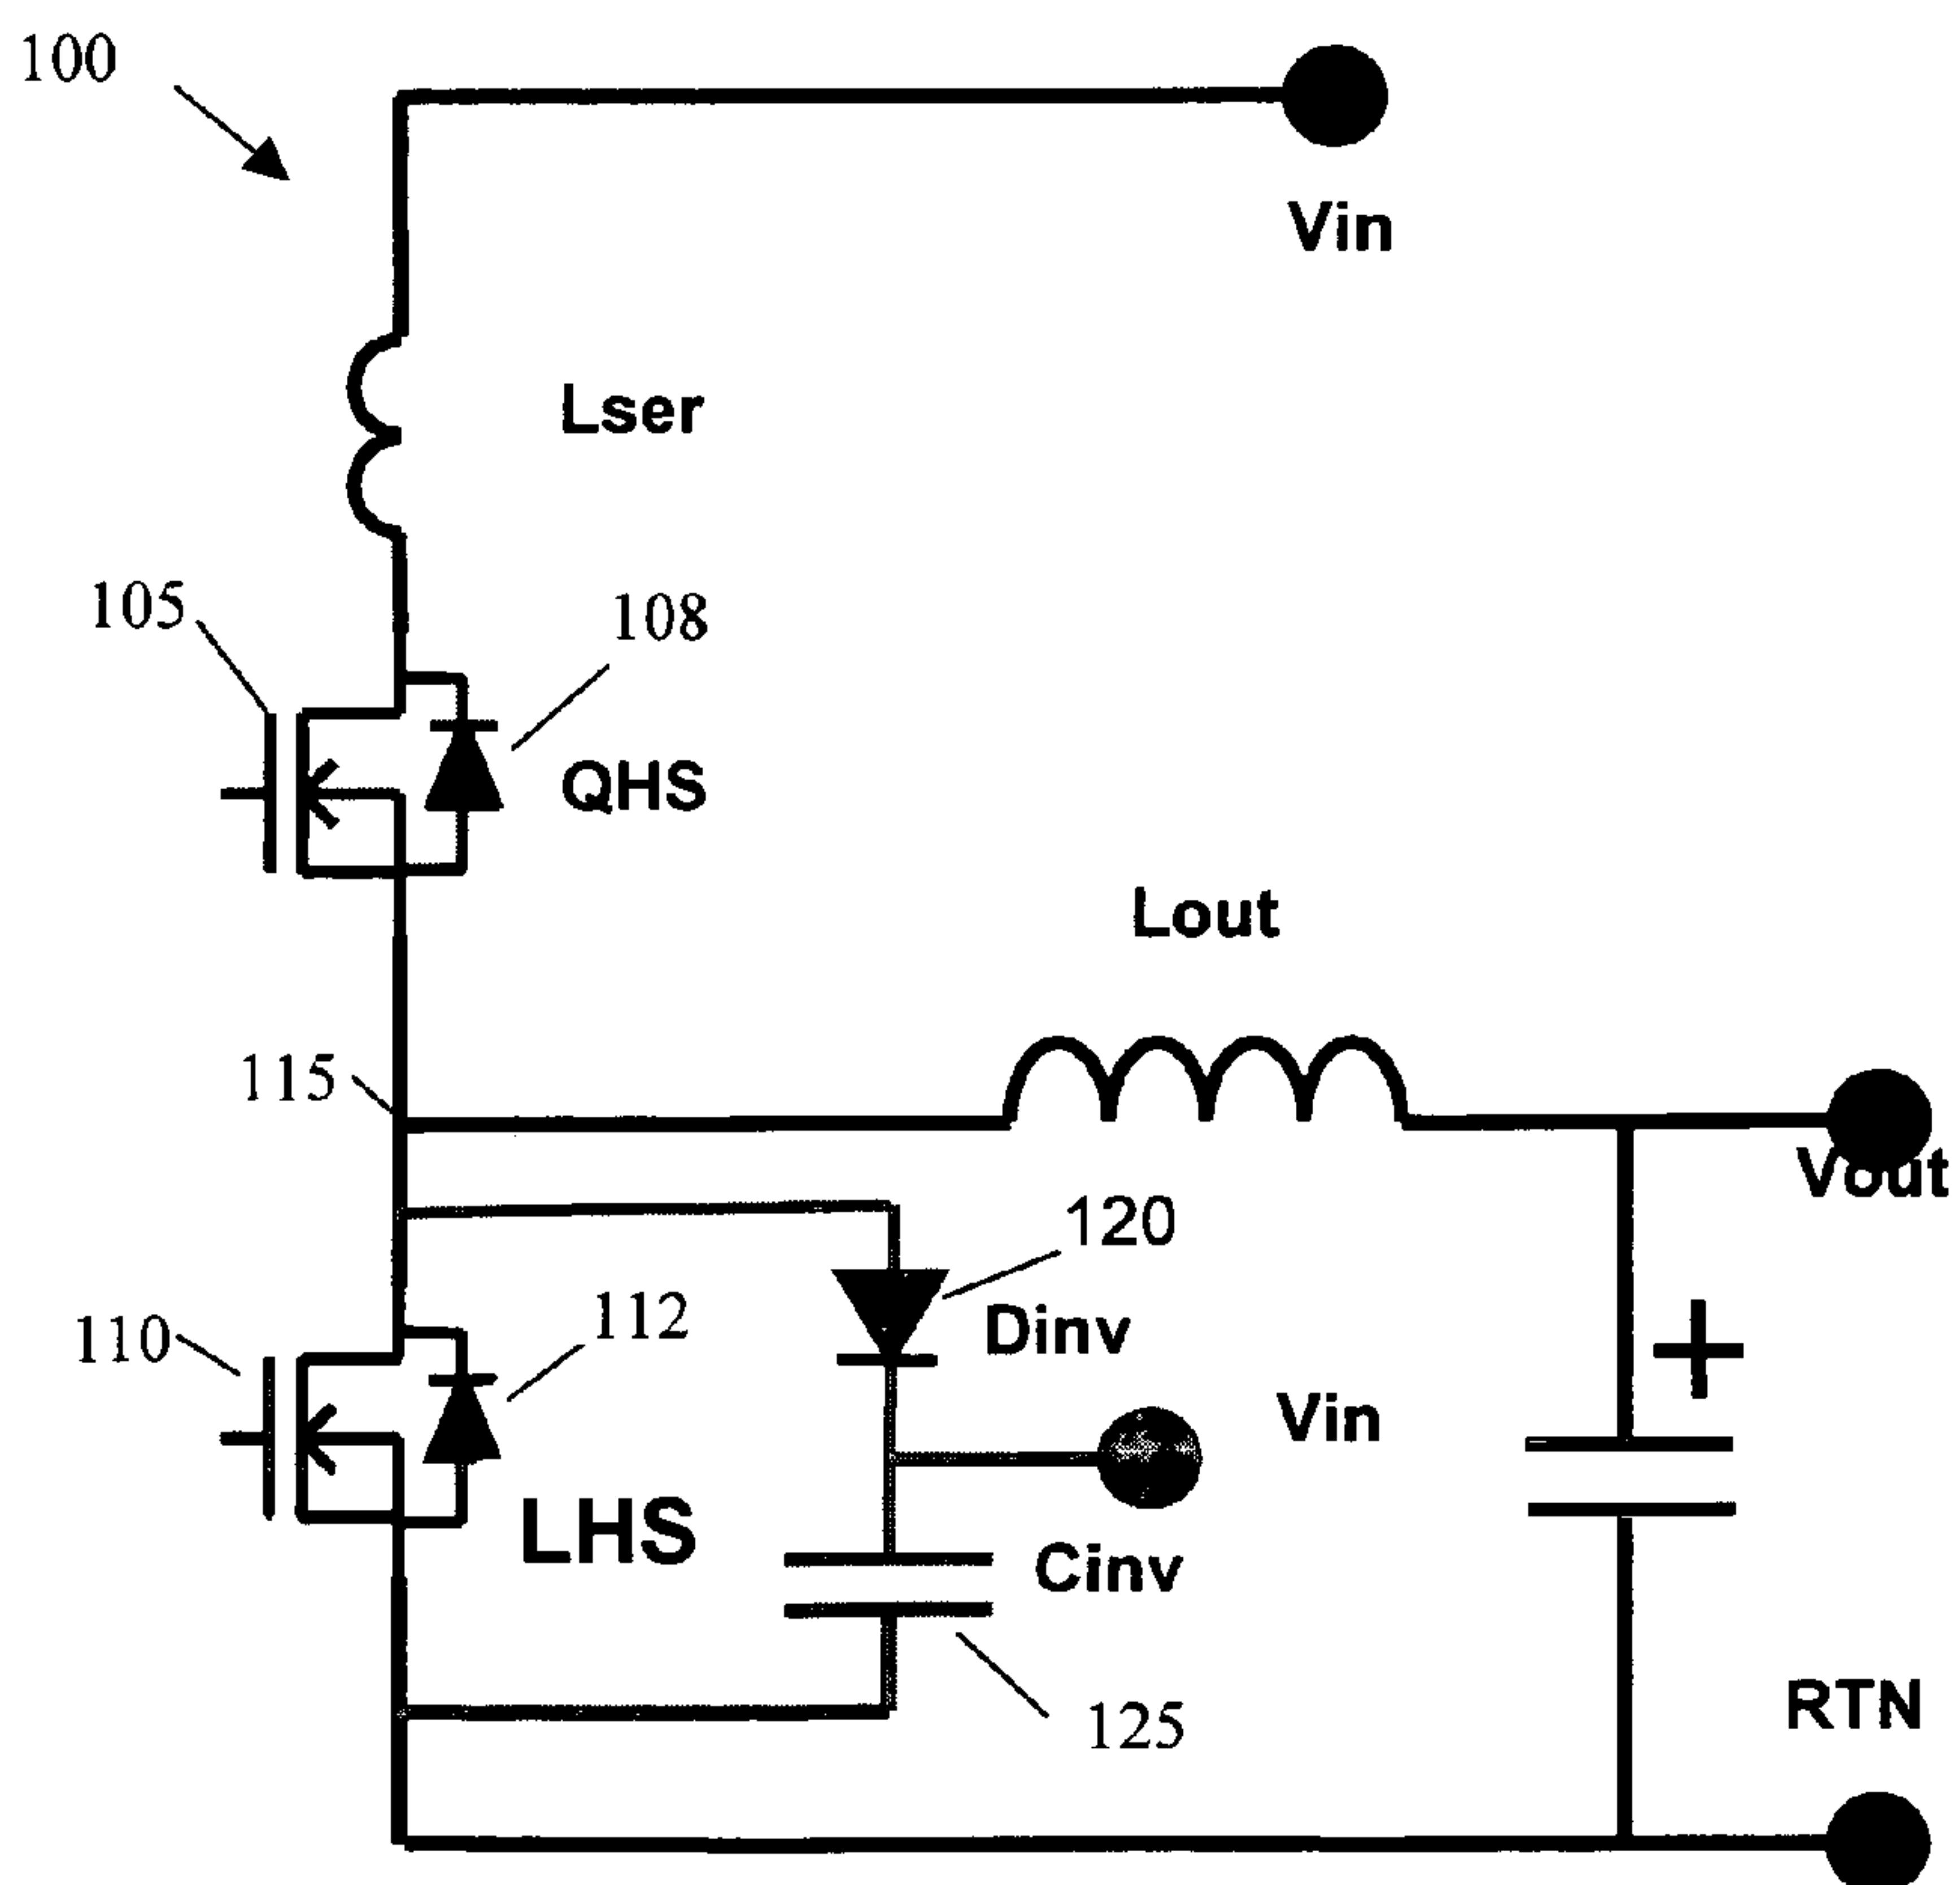 100
Vin
Lser
105
108
QHS
Lout
115
Vout
120
110
112
Dinv
Vin
LHS
Cinv
125
RTN
+